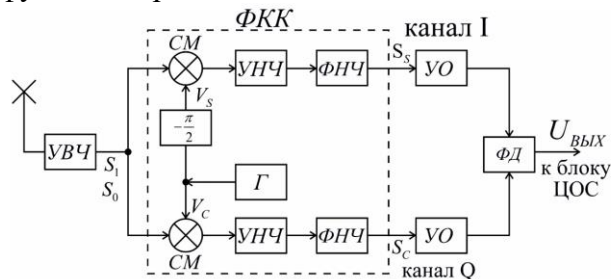 ФКК
канал I
СМ
УНЧ
ФНЧ
S_S
УО
V_S
-π/2
УВЧ
S_1
S_0
Г
ФД
U_ВЫХ
к блоку
ЦОС
V_C
СМ
УНЧ
ФНЧ
S_C
УО
канал Q